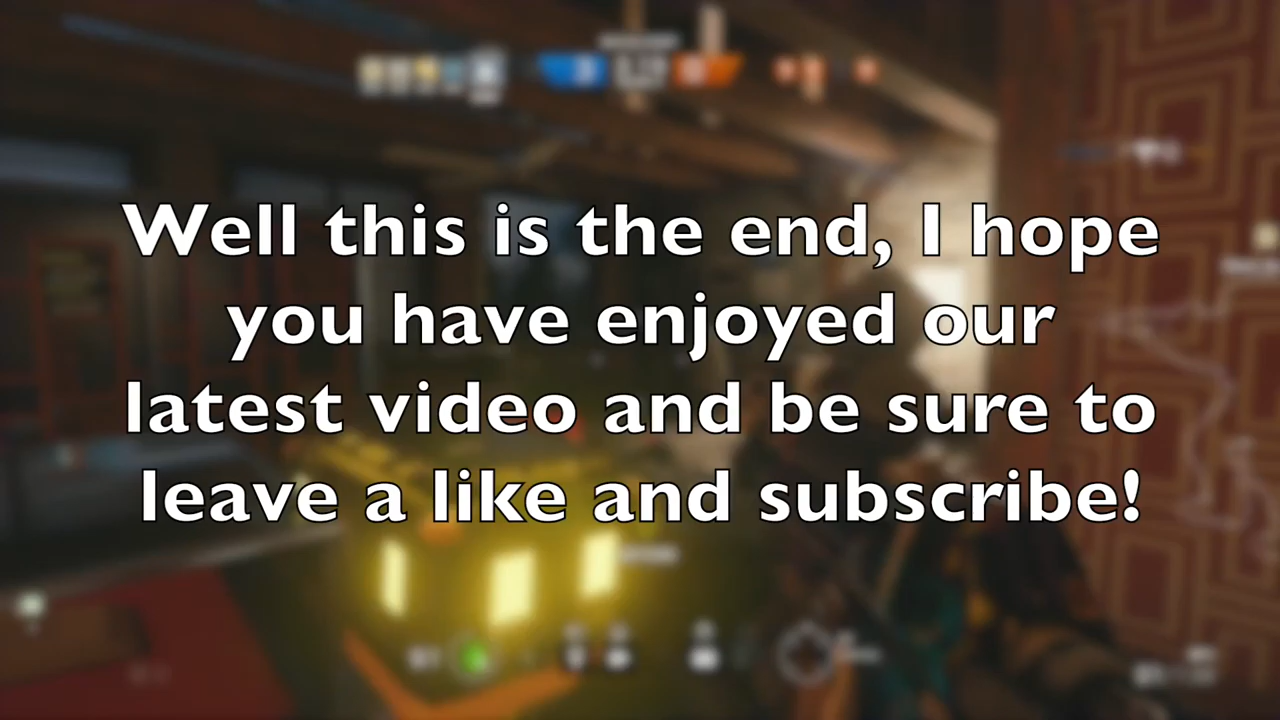 Well this is the end, I hope
you have enjoyed our
latest video and be sure to
leave a like and subscribe!